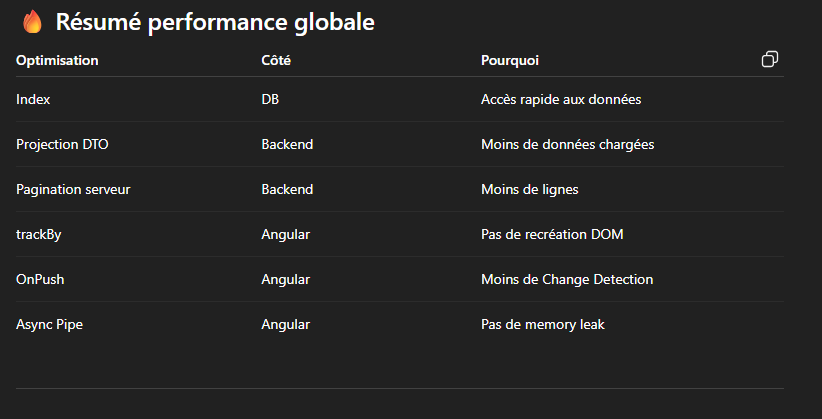 🔥 Résumé performance globale
Optimisation Côté Pourquoi
Index DB Accès rapide aux données
Projection DTO Backend Moins de données chargées
Pagination serveur Backend Moins de lignes
trackBy Angular Pas de recréation DOM
OnPush Angular Moins de Change Detection
Async Pipe Angular Pas de memory leak